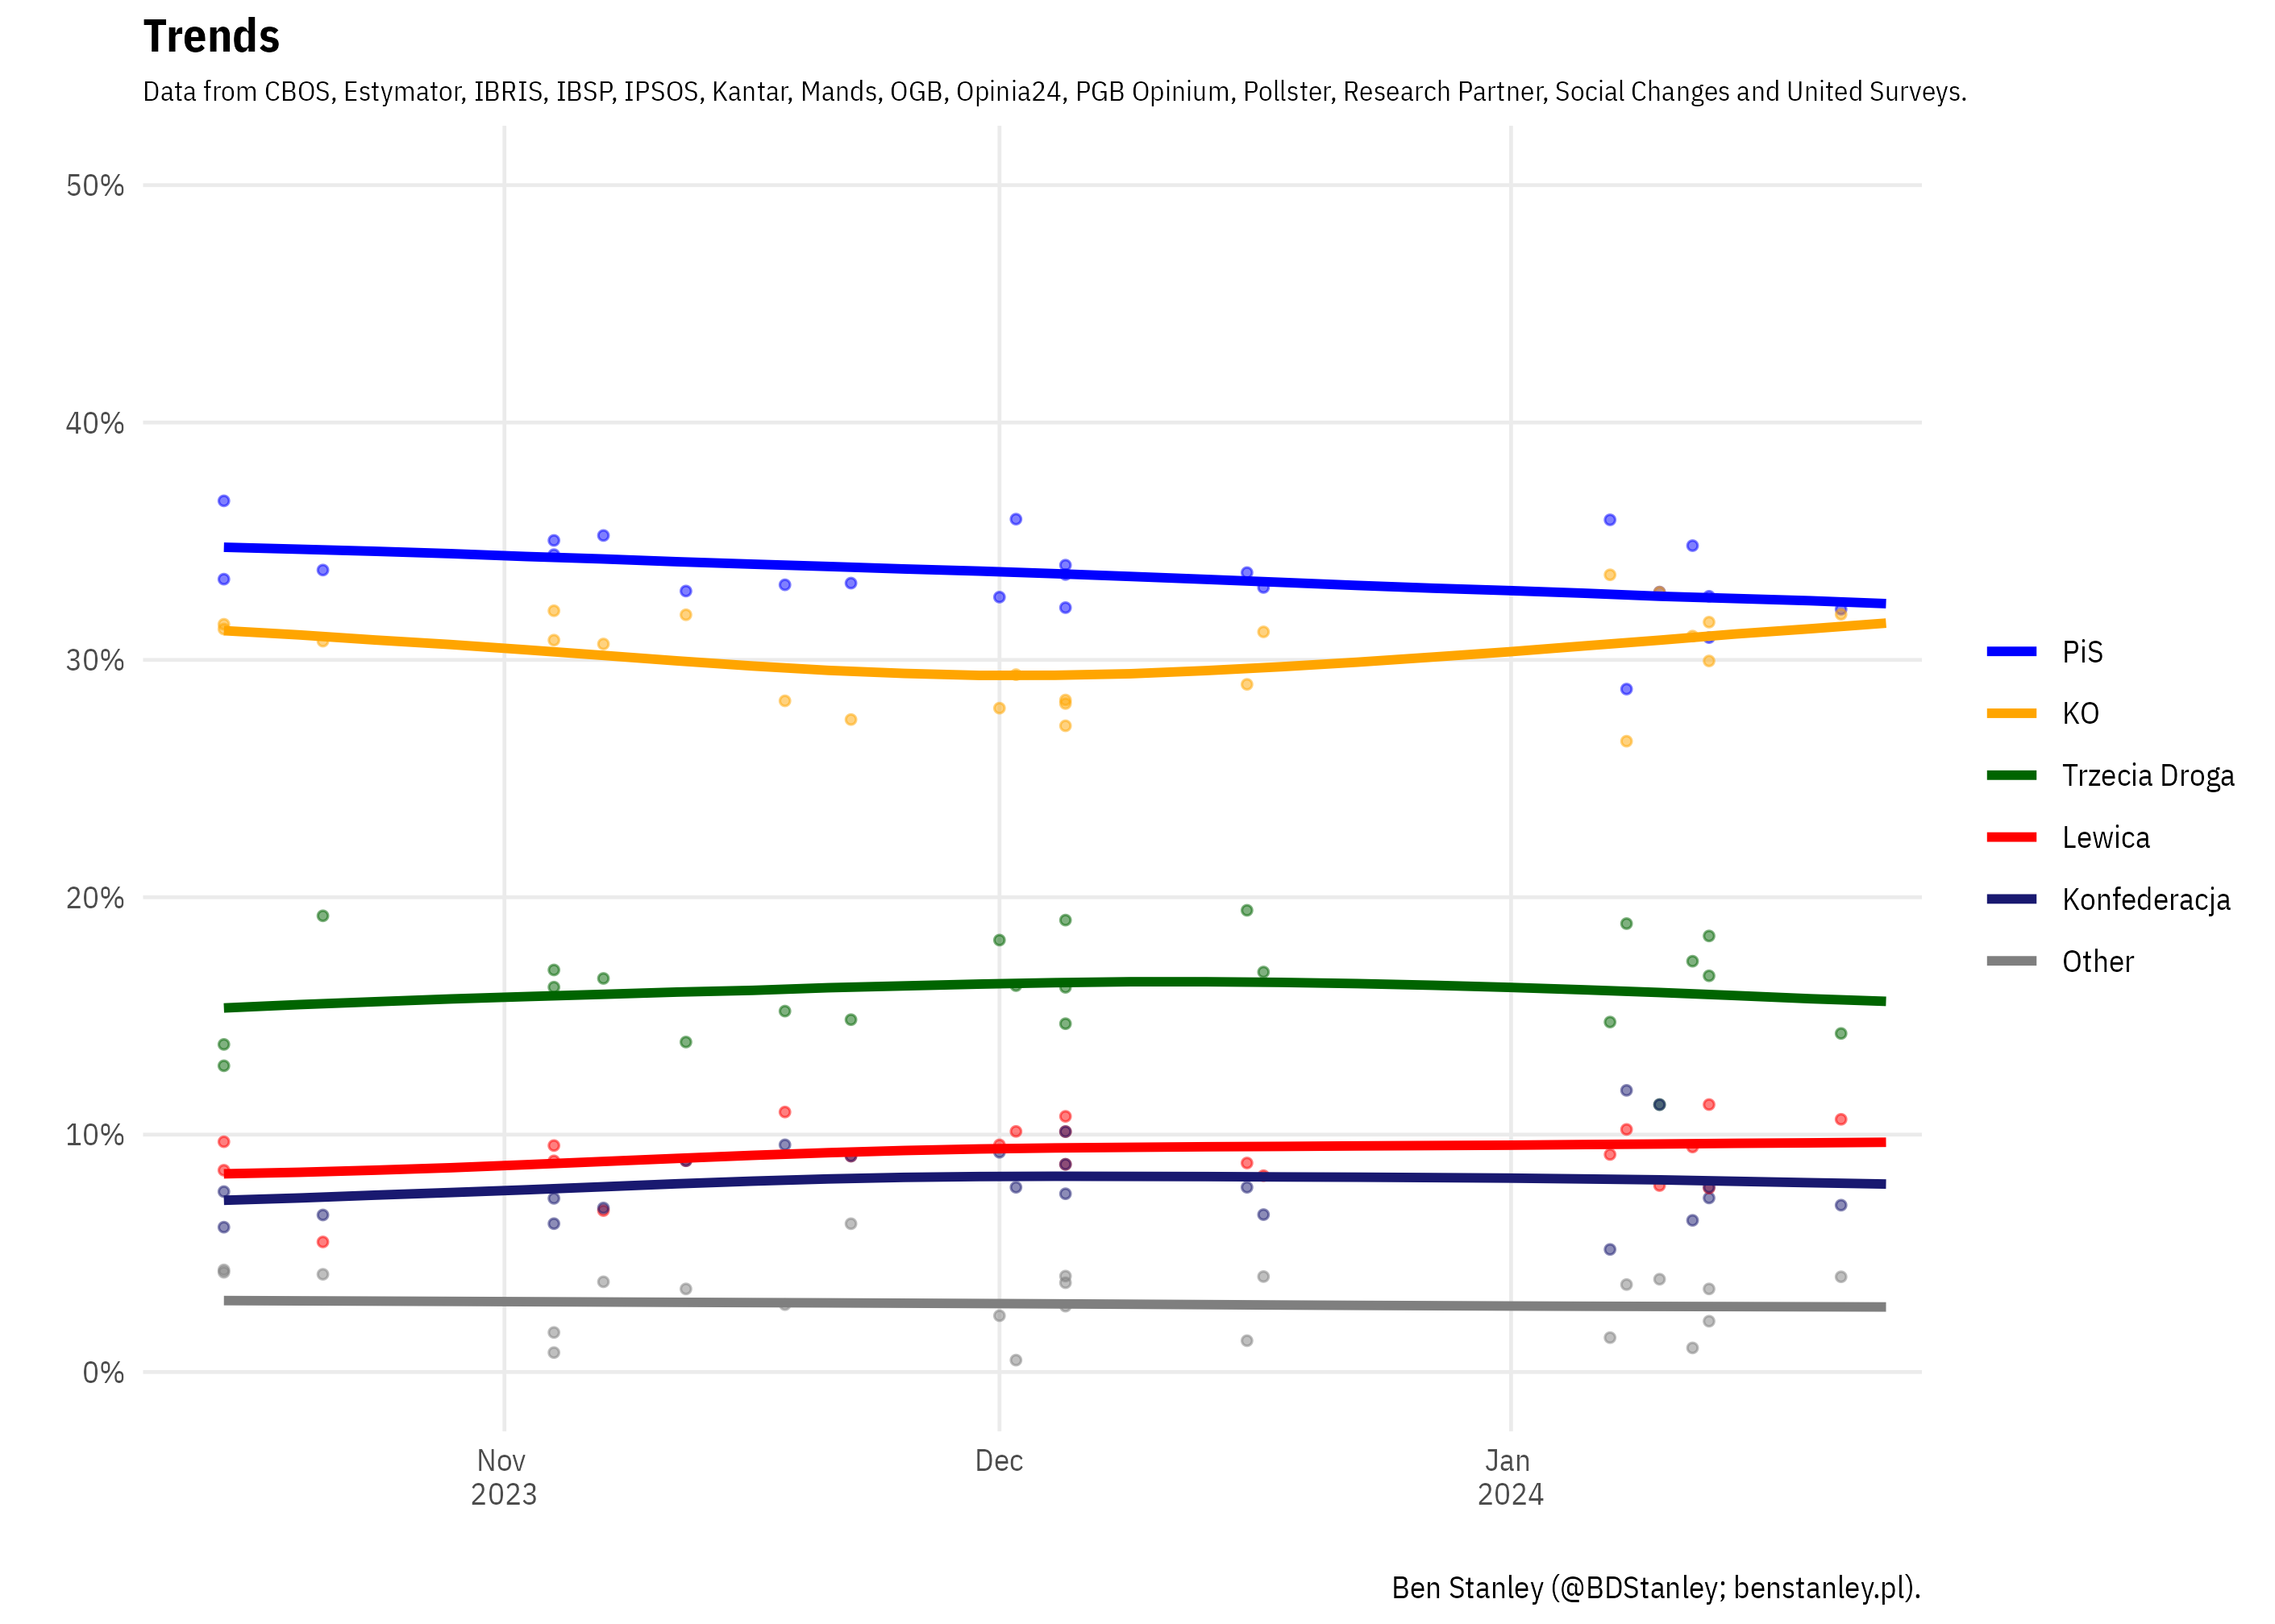 Trends
Data from CBOS, Estymator, IBRIS, IBSP, IPSOS, Kantar, Mands, OGB, Opinia24, PGB Opinium, Pollster, Research Partner, Social Changes and United Surveys.
50%
40%
30%
20%
10%
0%
Nov
2023
Dec
Jan
2024
PiS
KO
Trzecia Droga
Lewica
Konfederacja
Other
Ben Stanley (@BDStanley; benstanley.pl).